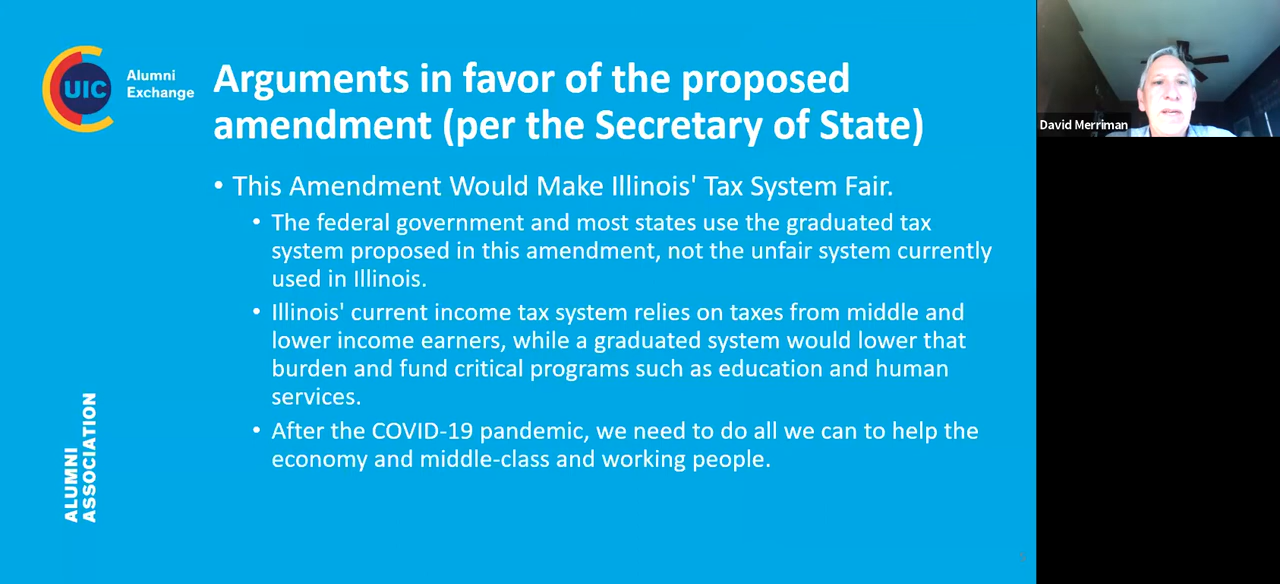 UIC
Alumni
Exchange
Arguments in favor of the proposed
amendment (per the Secretary of State)
• This Amendment Would Make Illinois' Tax System Fair.
• The federal government and most states use the graduated tax
system proposed in this amendment, not the unfair system currently
used in Illinois.
• Illinois' current income tax system relies on taxes from middle and
lower income earners, while a graduated system would lower that
burden and fund critical programs such as education and human
services.
• After the COVID-19 pandemic, we need to do all we can to help the
economy and middle-class and working people.
ALUMNI
ASSOCIATION
David Merriman